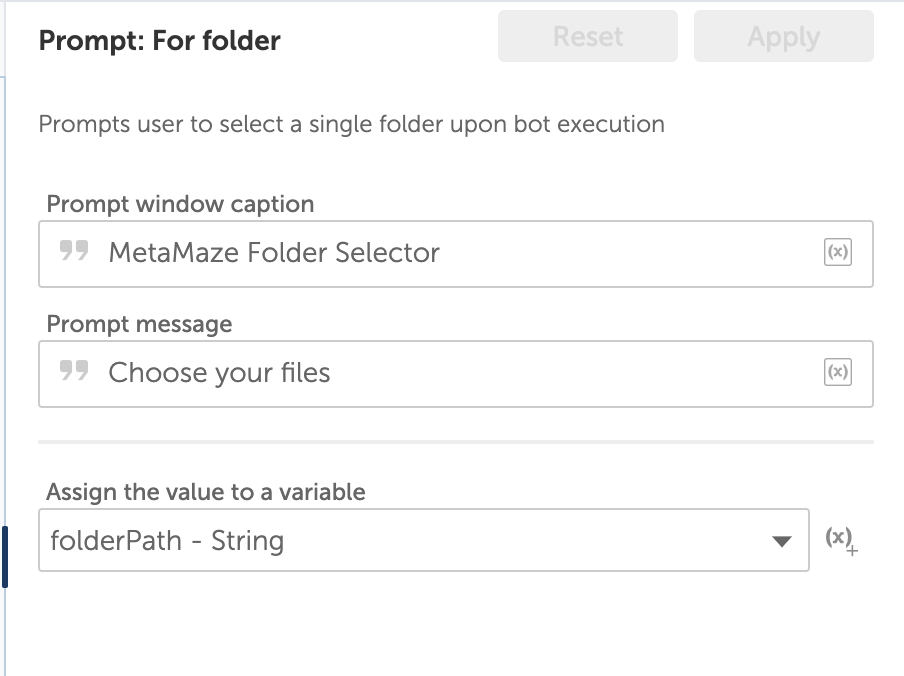 Prompt: For folder
Reset
Apply
Prompts user to select a single folder upon bot execution
Prompt window caption
MetaMaze Folder Selector
(x)
Prompt message
Choose your files
(x)
Assign the value to a variable
folderPath - String
(x)+